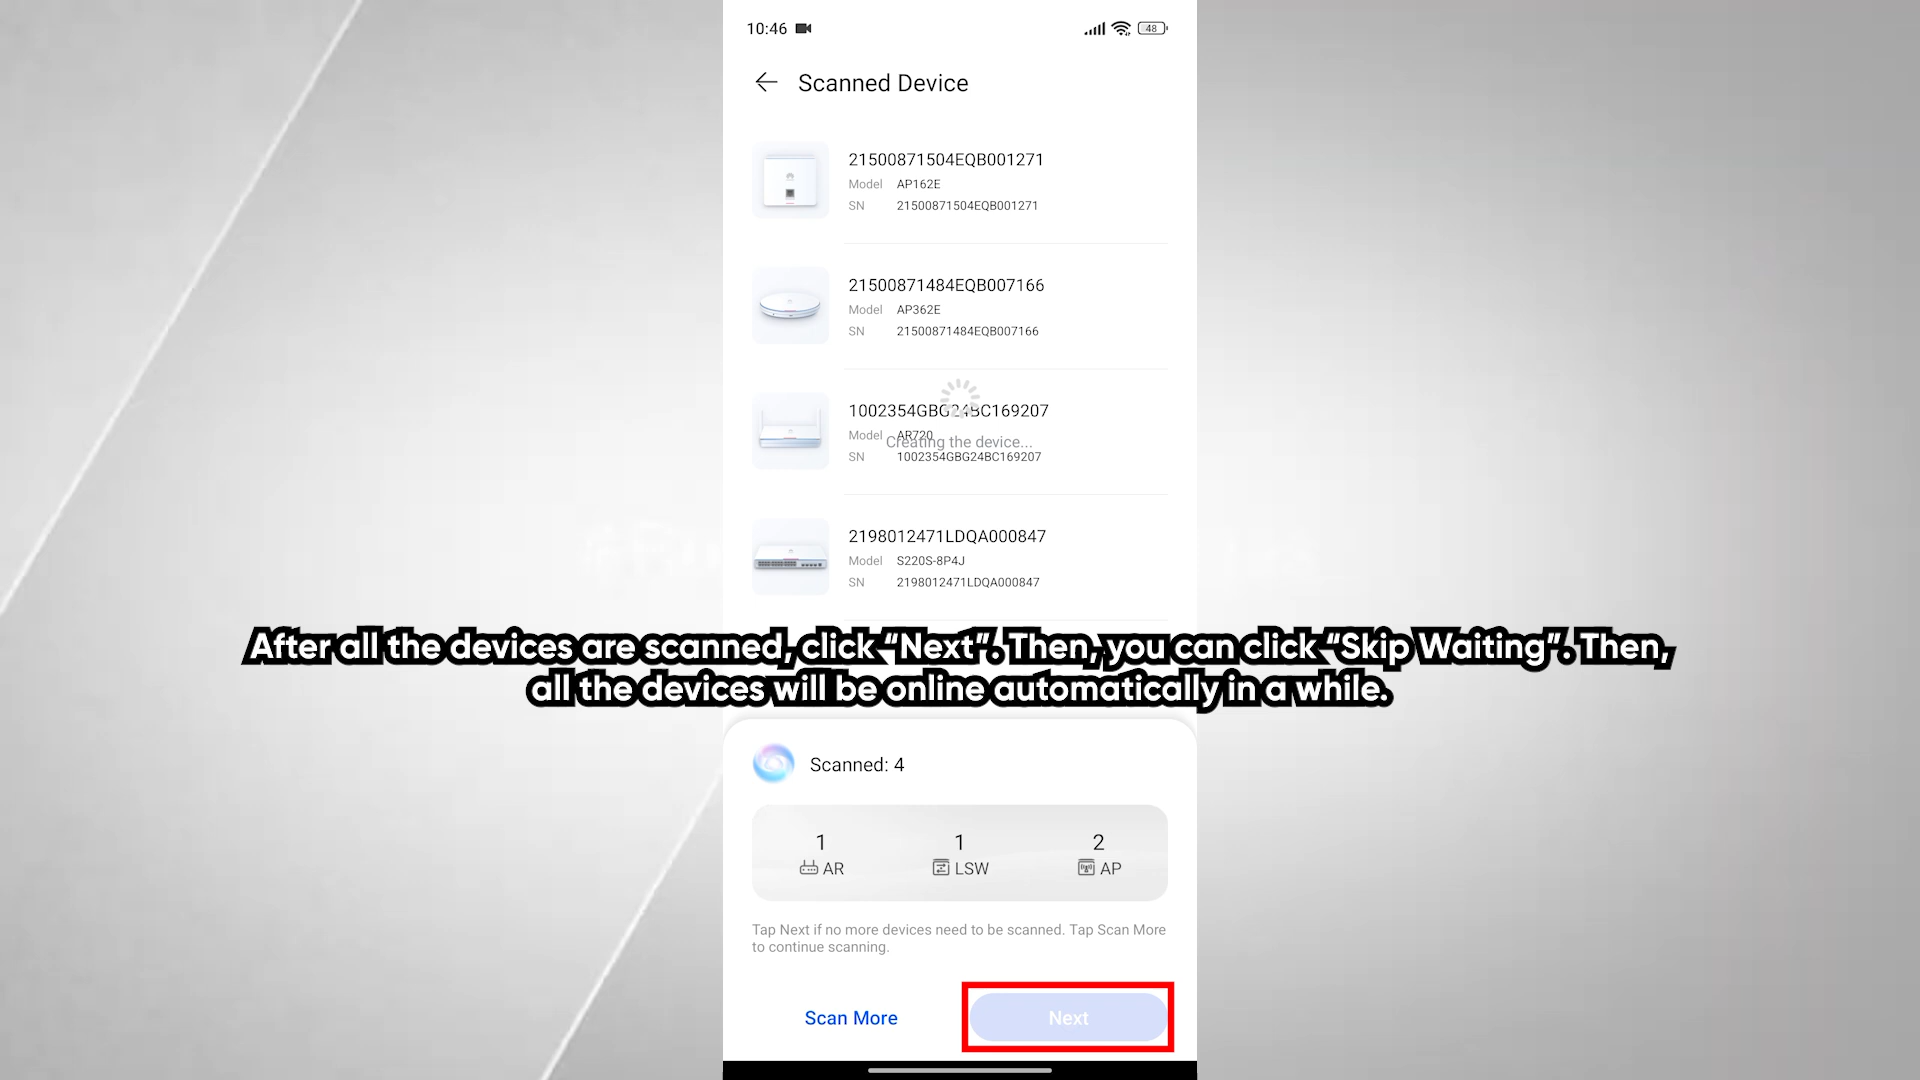 10:46
48
Scanned Device
21500871504EQB001271
Model AP162E
SN 21500871504EQB001271
21500871484EQB007166
Model AP362E
SN 21500871484EQB007166
1002354GBG24BC169207
Model AR720
Creating the device...
SN 1002354GBG24BC169207
2198012471LDQA000847
Model S220S-8P4J
SN 2198012471LDQA000847
After all the devices are scanned, click “Next”. Then, you can click “Skip Waiting”. Then,
all the devices will be online automatically in a while.
Scanned: 4
1 1 2
AR LSW AP
Tap Next if no more devices need to be scanned. Tap Scan More
to continue scanning.
Scan More Next